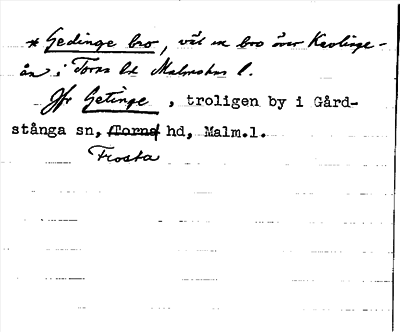 * Gedinge bro, väl en bro över Kävlinge-
ån i Torna hd Malmöhus l.
Jfr Getinge, troligen by i Gård-
stånga sn, Torna hd, Malm.l.
Frosta